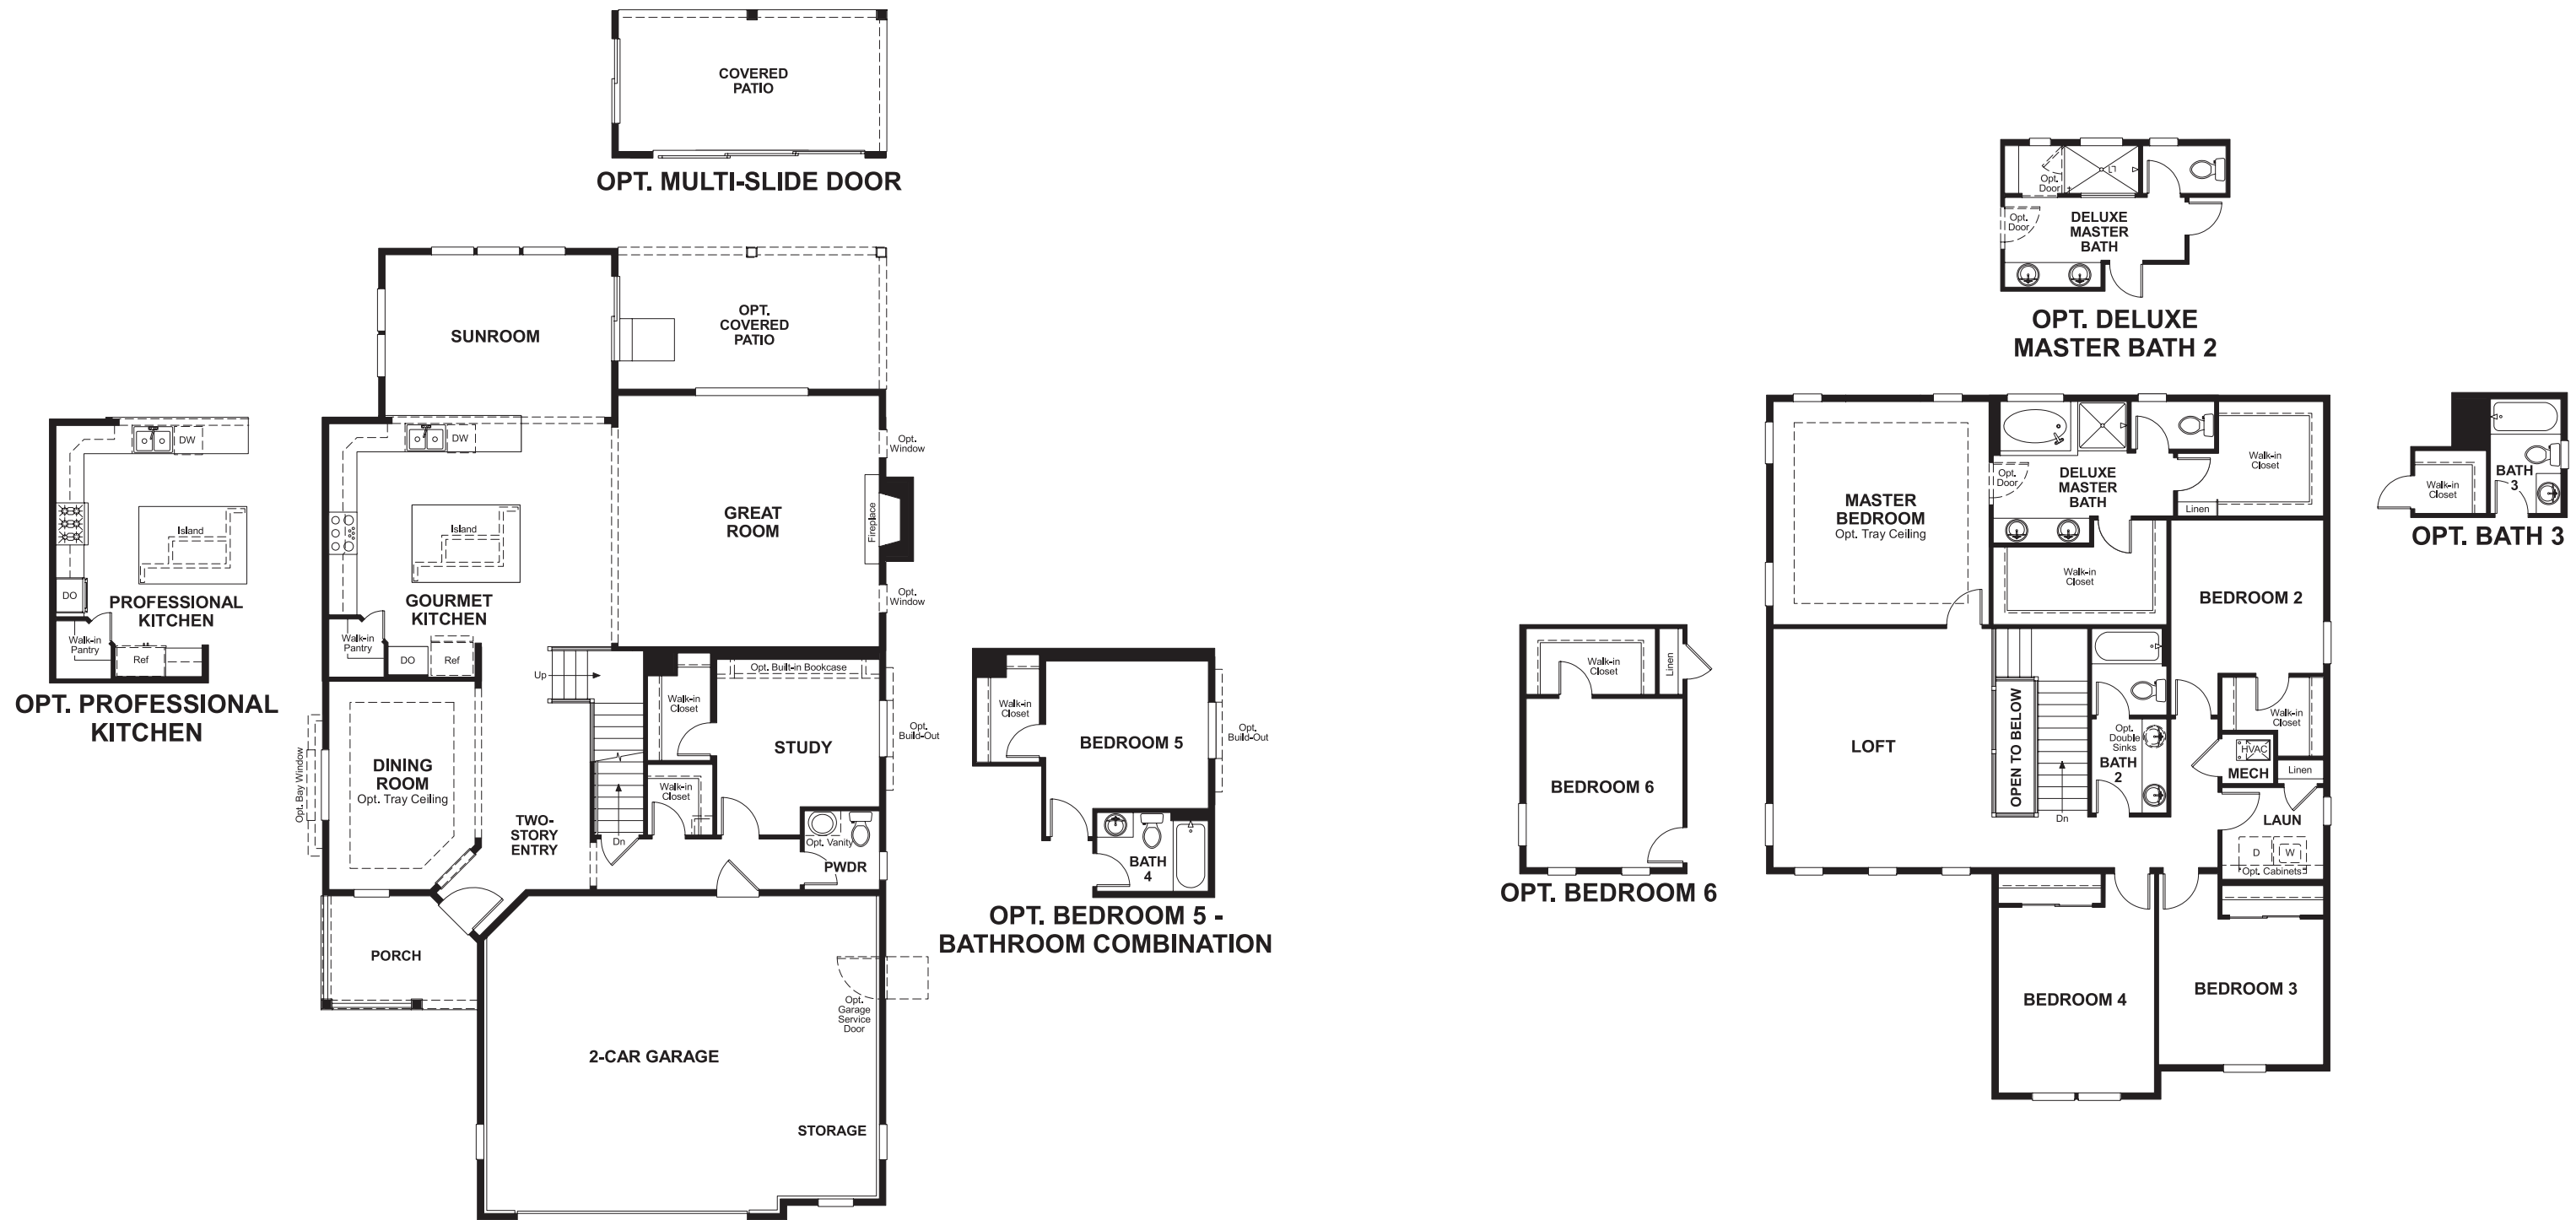 COVERED
PATIO
OPT. MULTI-SLIDE DOOR
SUNROOM
OPT.
COVERED
PATIO
DW
Island
DO
PROFESSIONAL
KITCHEN
Walk-in
Pantry
Ref
OPT. PROFESSIONAL
KITCHEN
DW
Island
GOURMET
KITCHEN
Walk-in
Pantry
DO
Ref
GREAT
ROOM
Fireplace
Opt.
Window
Opt.
Window
Up
Opt. Built-in Bookcase
Walk-in
Closet
STUDY
Opt.
Build-Out
Opt. Bay Window
DINING
ROOM
Opt. Tray Ceiling
Walk-in
Closet
TWO-
STORY
ENTRY
Dn
Opt. Vanity
PWDR
PORCH
Opt.
Garage
Service
Door
2-CAR GARAGE
STORAGE
Walk-in
Closet
BEDROOM 5
Opt.
Build-Out
BATH
4
OPT. BEDROOM 5 -
BATHROOM COMBINATION
Walk-in
Closet
Linen
BEDROOM 6
OPT. BEDROOM 6
Opt.
Door
Opt.
Door
DELUXE
MASTER
BATH
OPT. DELUXE
MASTER BATH 2
MASTER
BEDROOM
Opt. Tray Ceiling
Opt.
Door
DELUXE
MASTER
BATH
Walk-in
Closet
Linen
Walk-in
Closet
BEDROOM 2
LOFT
OPEN TO BELOW
Dn
Opt.
Double
Sinks
BATH
2
Walk-in
Closet
HVAC
MECH
Linen
LAUN
D
W
Opt. Cabinets
BEDROOM 4
BEDROOM 3
Walk-in
Closet
BATH
3
OPT. BATH 3